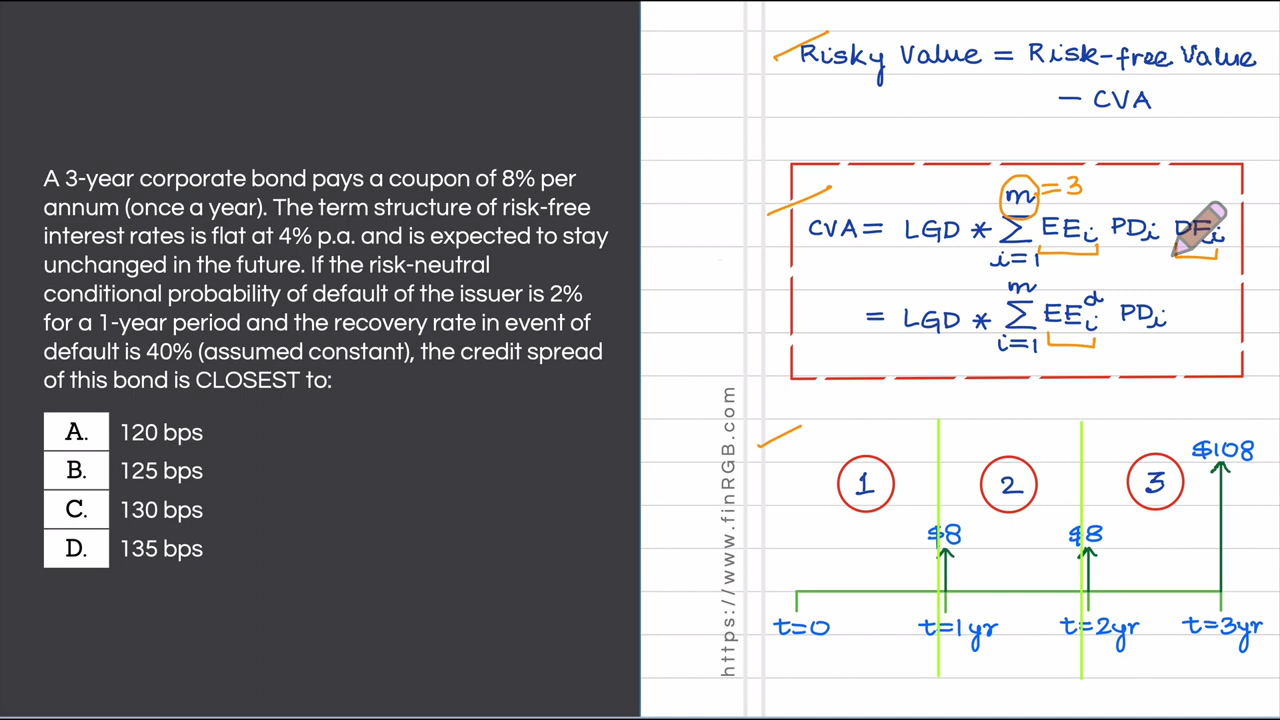 A 3-year corporate bond pays a coupon of 8% per
annum (once a year). The term structure of risk-free
interest rates is flat at 4% p.a. and is expected to stay
unchanged in the future. If the risk-neutral
conditional probability of default of the issuer is 2%
for a 1-year period and the recovery rate in event of
default is 40% (assumed constant), the credit spread
of this bond is CLOSEST to:
A. 120 bps
B. 125 bps
C. 130 bps
D. 135 bps
https://www.finRGB.com
Risky Value = Risk-free Value
- CVA
m = 3
CVA = LGD * ∑ EEi PDi DFi
i=1
m
= LGD * ∑ EEi^d PDi
i=1
$108
1 2 3
$8 $8
t=0 t=1yr t=2yr t=3yr